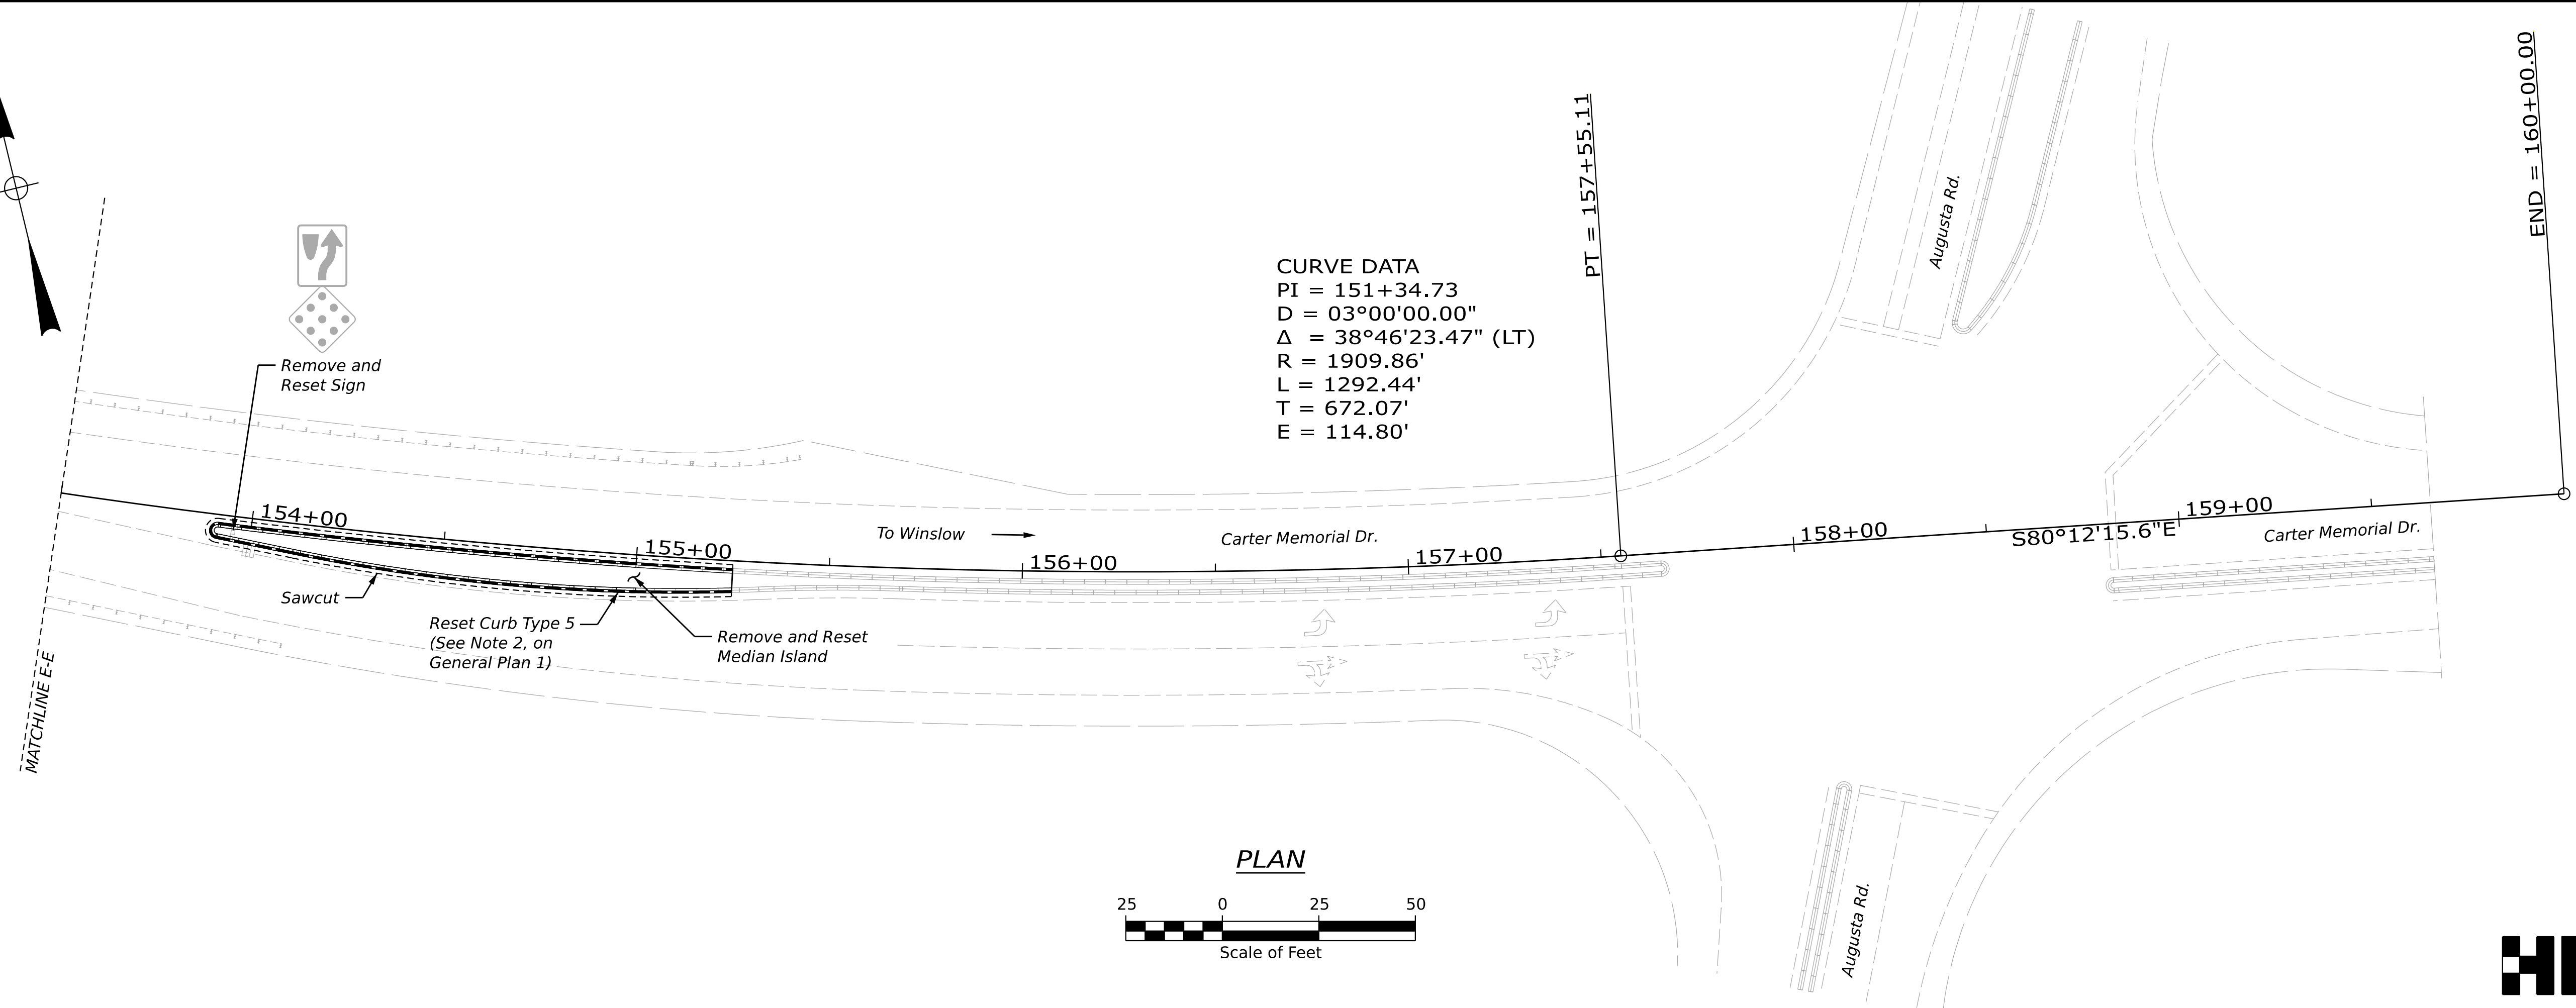 END = 160+00.00
PT = 157+55.11
Augusta Rd.
CURVE DATA
PI = 151+34.73
D = 03°00'00.00"
Δ = 38°46'23.47" (LT)
R = 1909.86'
L = 1292.44'
T = 672.07'
E = 114.80'
Remove and
Reset Sign
154+00
155+00
156+00
157+00
158+00
159+00
To Winslow
Carter Memorial Dr.
S80°12'15.6"E
Carter Memorial Dr.
Sawcut
Reset Curb Type 5
(See Note 2, on
General Plan 1)
Remove and Reset
Median Island
MATCHLINE E-E
PLAN
25 0 25 50
Scale of Feet
Augusta Rd.